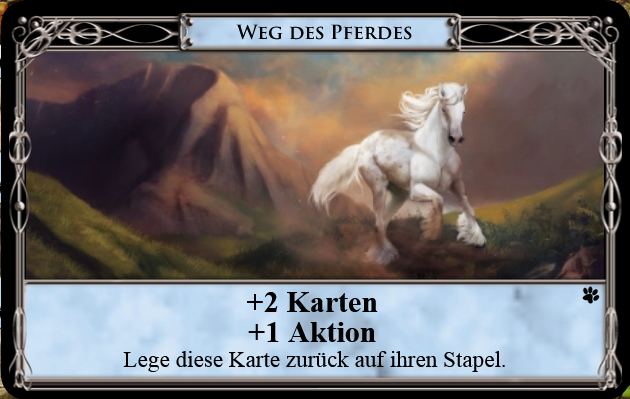 Weg des Pferdes
+2 Karten
+1 Aktion
Lege diese Karte zurück auf ihren Stapel.